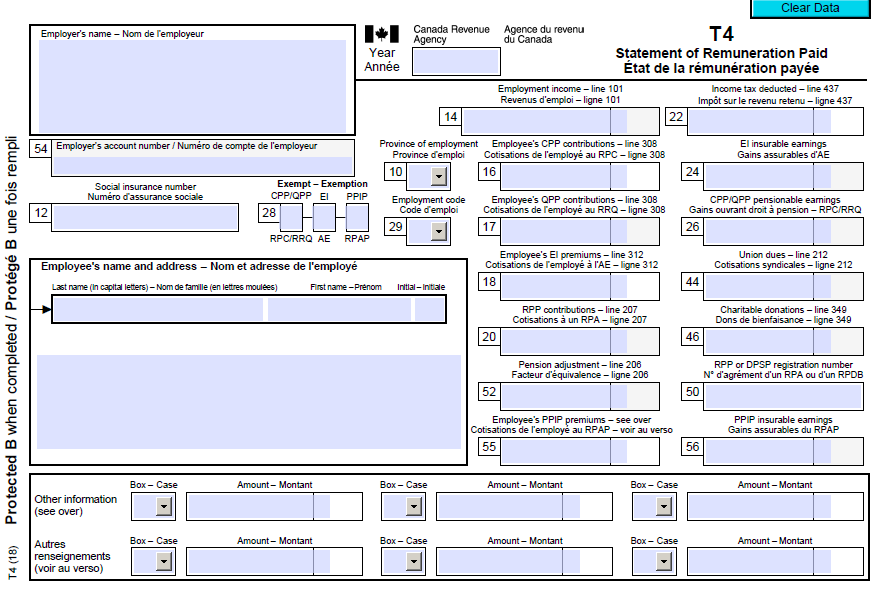 Clear Data
Employer's name – Nom de l'employeur
Canada Revenue
Agency
Agence du revenu
du Canada
Year
Année
T4
Statement of Remuneration Paid
État de la rémunération payée
Employment income – line 101
Revenus d'emploi – ligne 101
14
Income tax deducted – line 437
Impôt sur le revenu retenu – ligne 437
22
54
Employer's account number / Numéro de compte de l'employeur
Province of employment
Province d'emploi
10
Employee's CPP contributions – line 308
Cotisations de l'employé au RPC – ligne 308
16
EI insurable earnings
Gains assurables d'AE
24
Social insurance number
Numéro d'assurance sociale
12
Exempt – Exemption
CPP/QPP EI PPIP
28
RPC/RRQ AE RPAP
Employment code
Code d'emploi
29
Employee's QPP contributions – line 308
Cotisations de l'employé au RRQ – ligne 308
17
CPP/QPP pensionable earnings
Gains ouvrant droit à pension – RPC/RRQ
26
Employee's name and address – Nom et adresse de l'employé
Last name (in capital letters) – Nom de famille (en lettres moulées)
First name – Prénom
Initial – Initiale
Employee's EI premiums – line 312
Cotisations de l'employé à l'AE – ligne 312
18
Union dues – line 212
Cotisations syndicales – ligne 212
44
RPP contributions – line 207
Cotisations à un RPA – ligne 207
20
Charitable donations – line 349
Dons de bienfaisance – ligne 349
46
Pension adjustment – line 206
Facteur d'équivalence – ligne 206
52
RPP or DPSP registration number
N° d'agrément d'un RPA ou d'un RPDB
50
Employee's PPIP premiums – see over
Cotisations de l'employé au RPAP – voir au verso
55
PPIP insurable earnings
Gains assurables du RPAP
56
Other information
(see over)
Box – Case
Amount – Montant
Box – Case
Amount – Montant
Box – Case
Amount – Montant
Autres
renseignements
(voir au verso)
Box – Case
Amount – Montant
Box – Case
Amount – Montant
Box – Case
Amount – Montant
Protected B when completed / Protégé B une fois rempli
T4 (18)